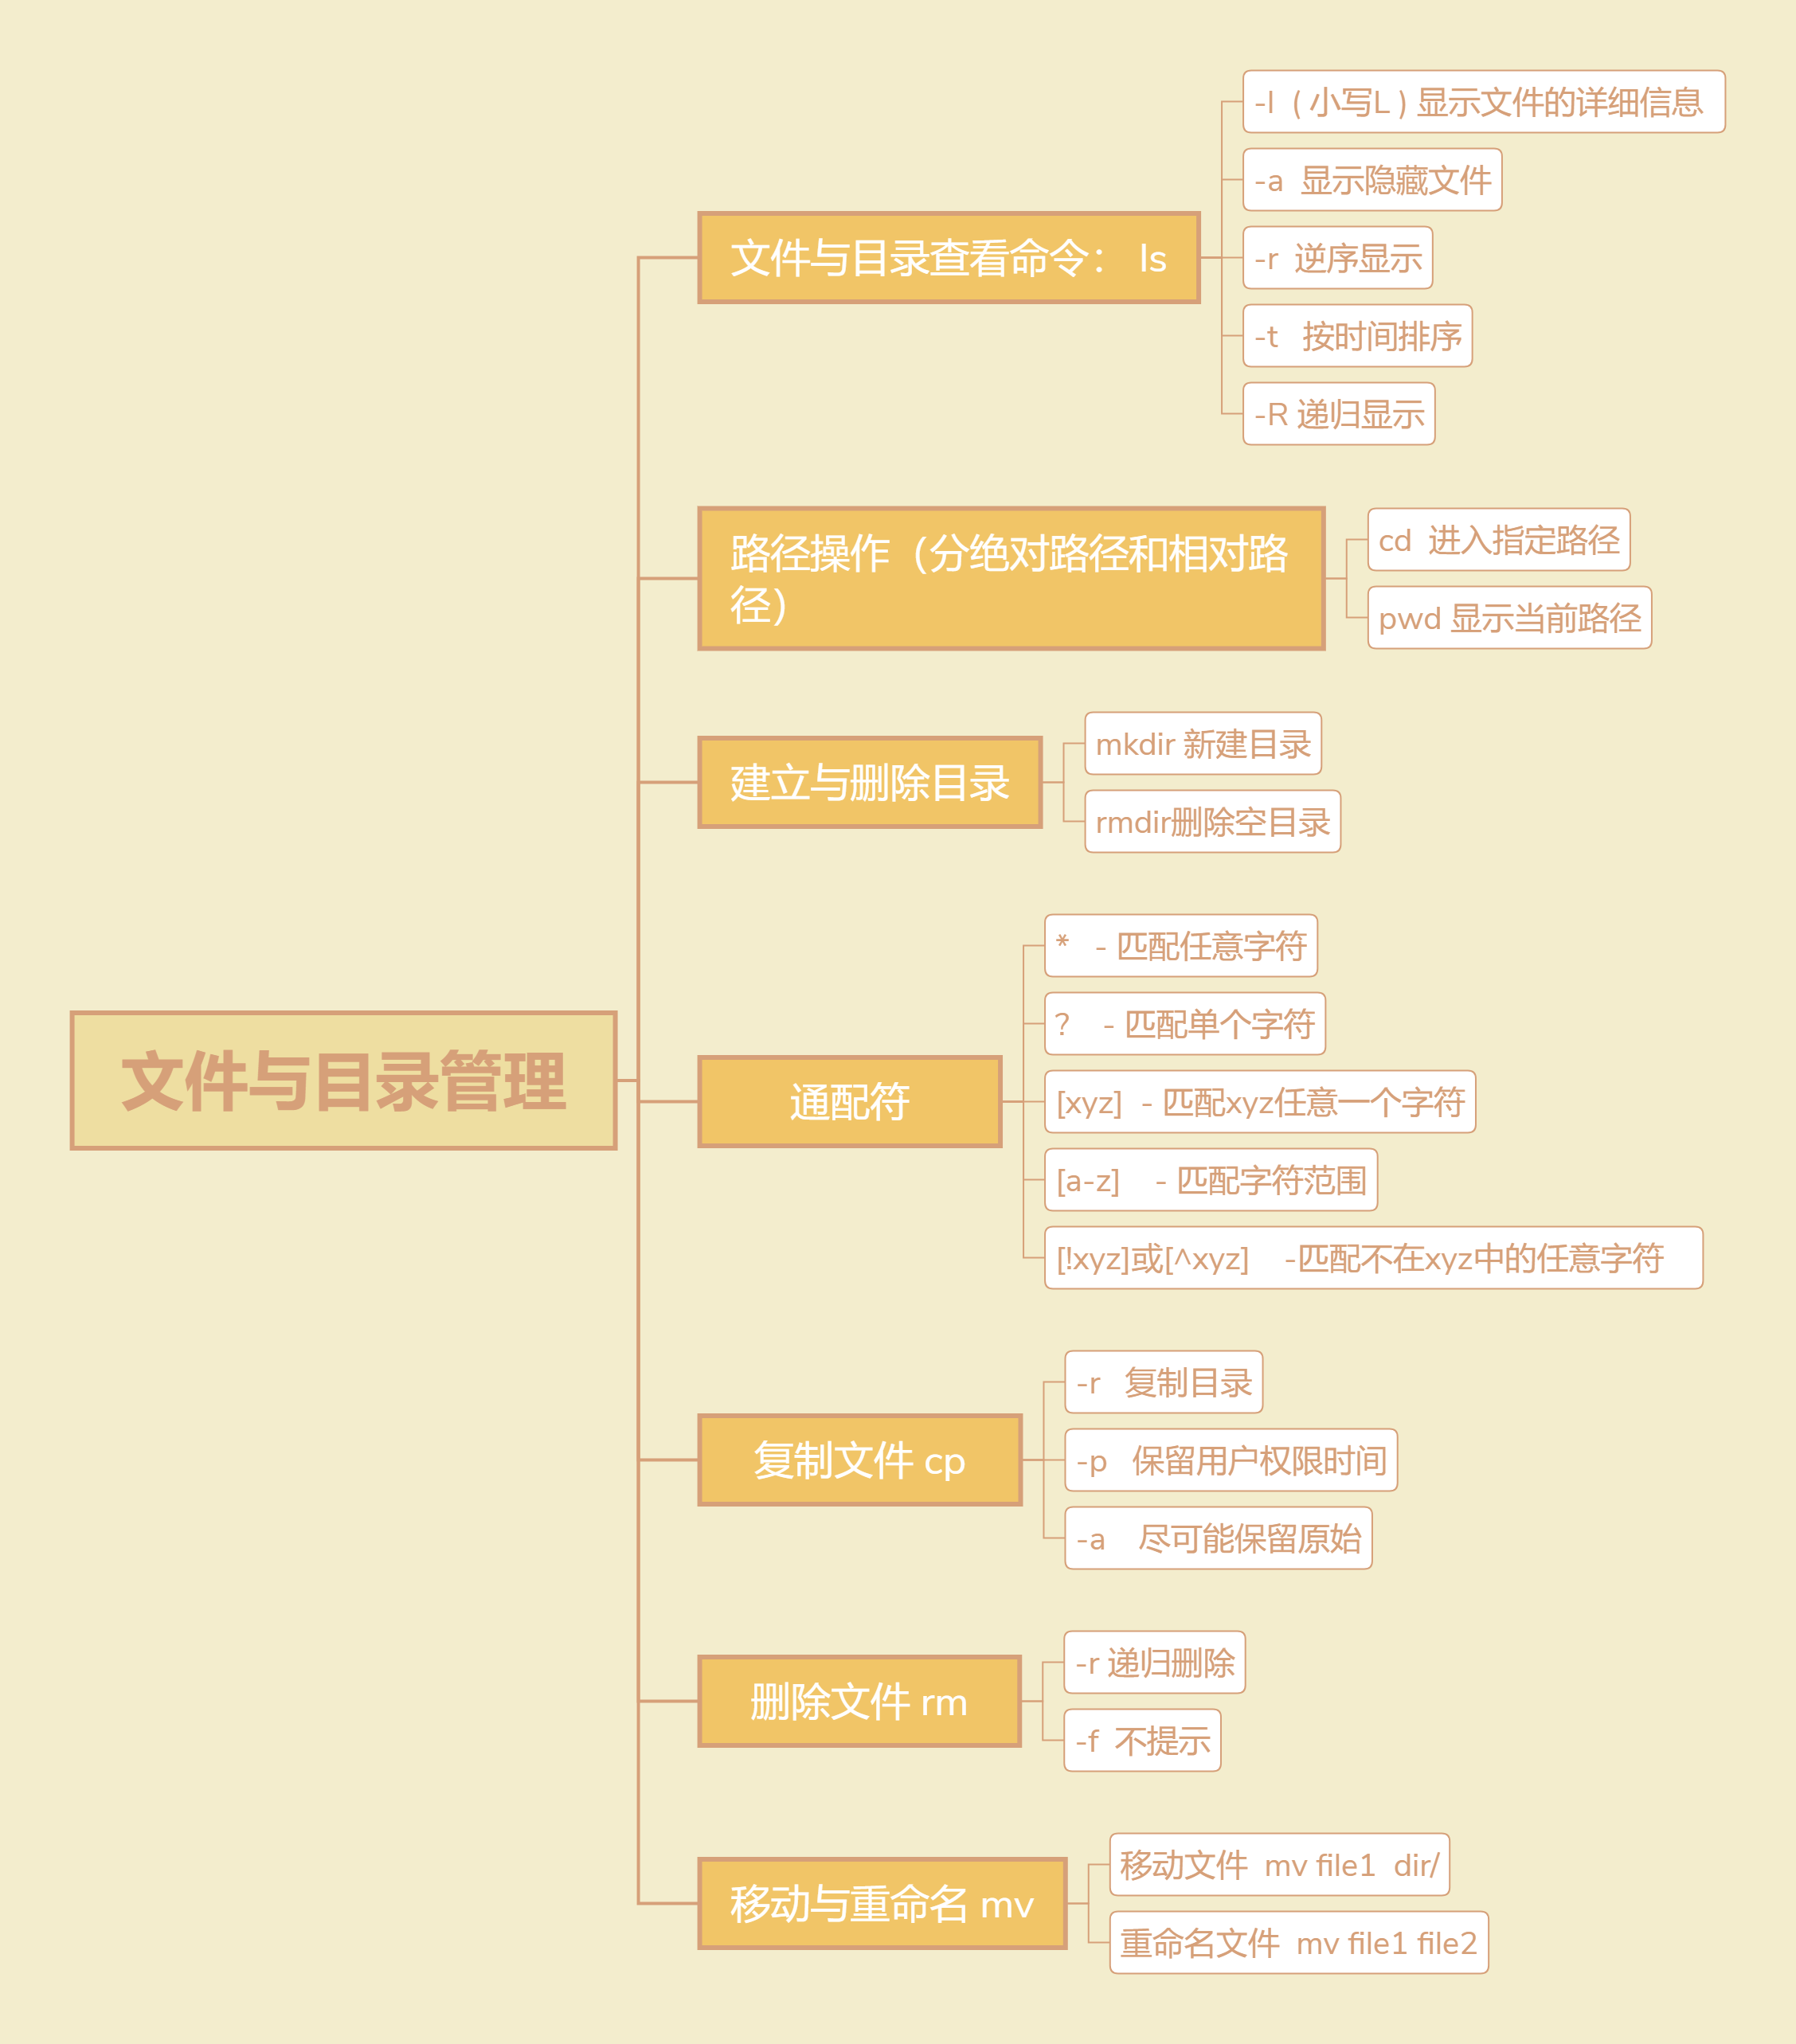 文件与目录管理
文件与目录查看命令： ls
-l （小写L）显示文件的详细信息
-a 显示隐藏文件
-r 逆序显示
-t 按时间排序
-R 递归显示
路径操作（分绝对路径和相对路
径）
cd 进入指定路径
pwd 显示当前路径
建立与删除目录
mkdir 新建目录
rmdir删除空目录
通配符
* - 匹配任意字符
？ - 匹配单个字符
[xyz] - 匹配xyz任意一个字符
[a-z] - 匹配字符范围
[!xyz]或[^xyz] -匹配不在xyz中的任意字符
复制文件 cp
-r 复制目录
-p 保留用户权限时间
-a 尽可能保留原始
删除文件 rm
-r 递归删除
-f 不提示
移动与重命名 mv
移动文件 mv file1 dir/
重命名文件 mv file1 file2